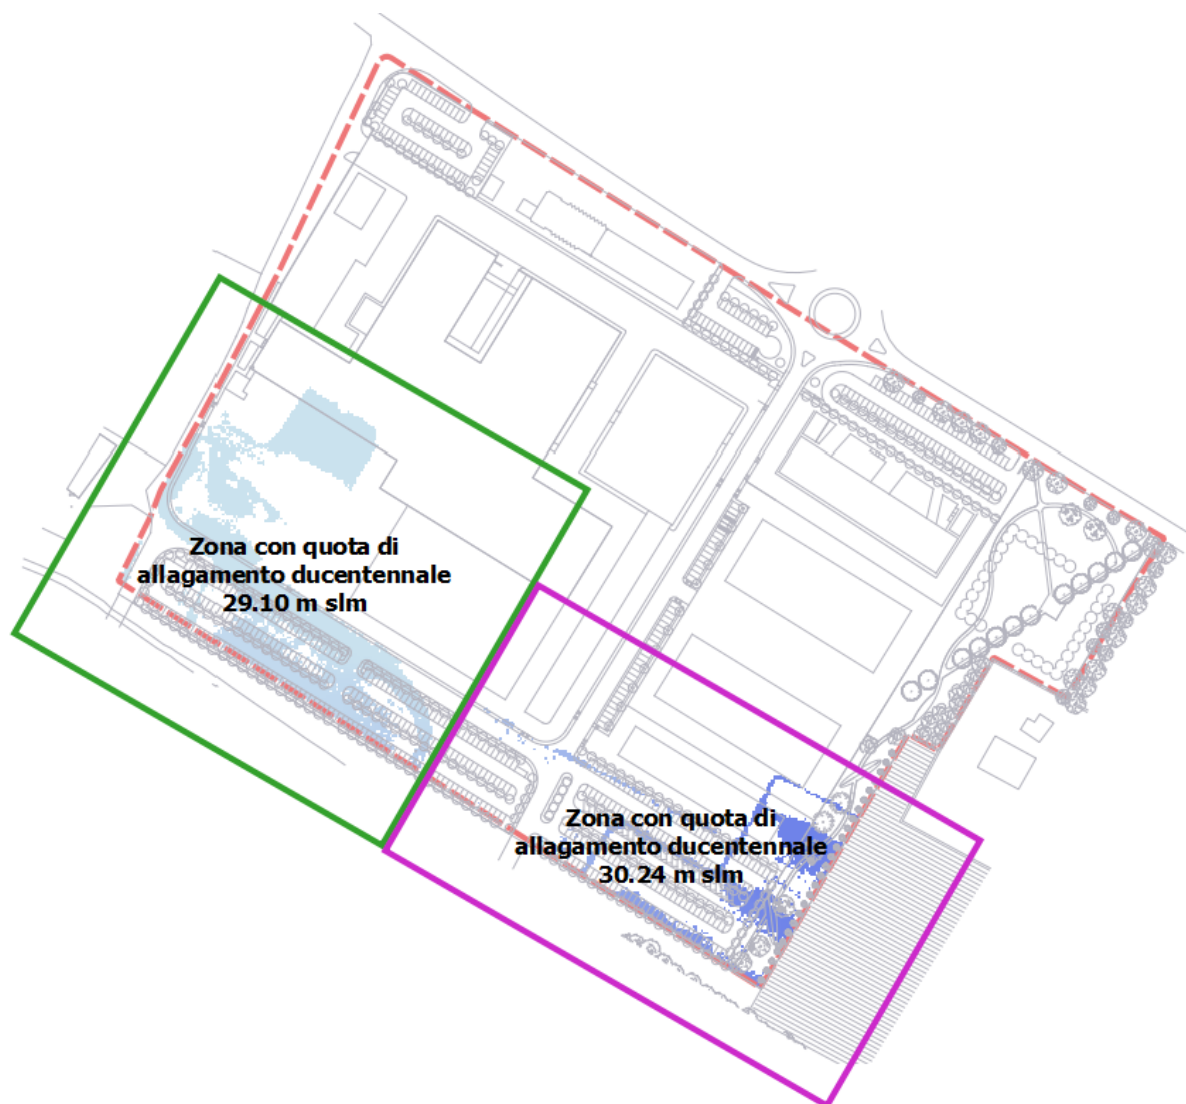 Zona con quota di
allagamento ducentennale
29.10 m slm
Zona con quota di
allagamento ducentennale
30.24 m slm